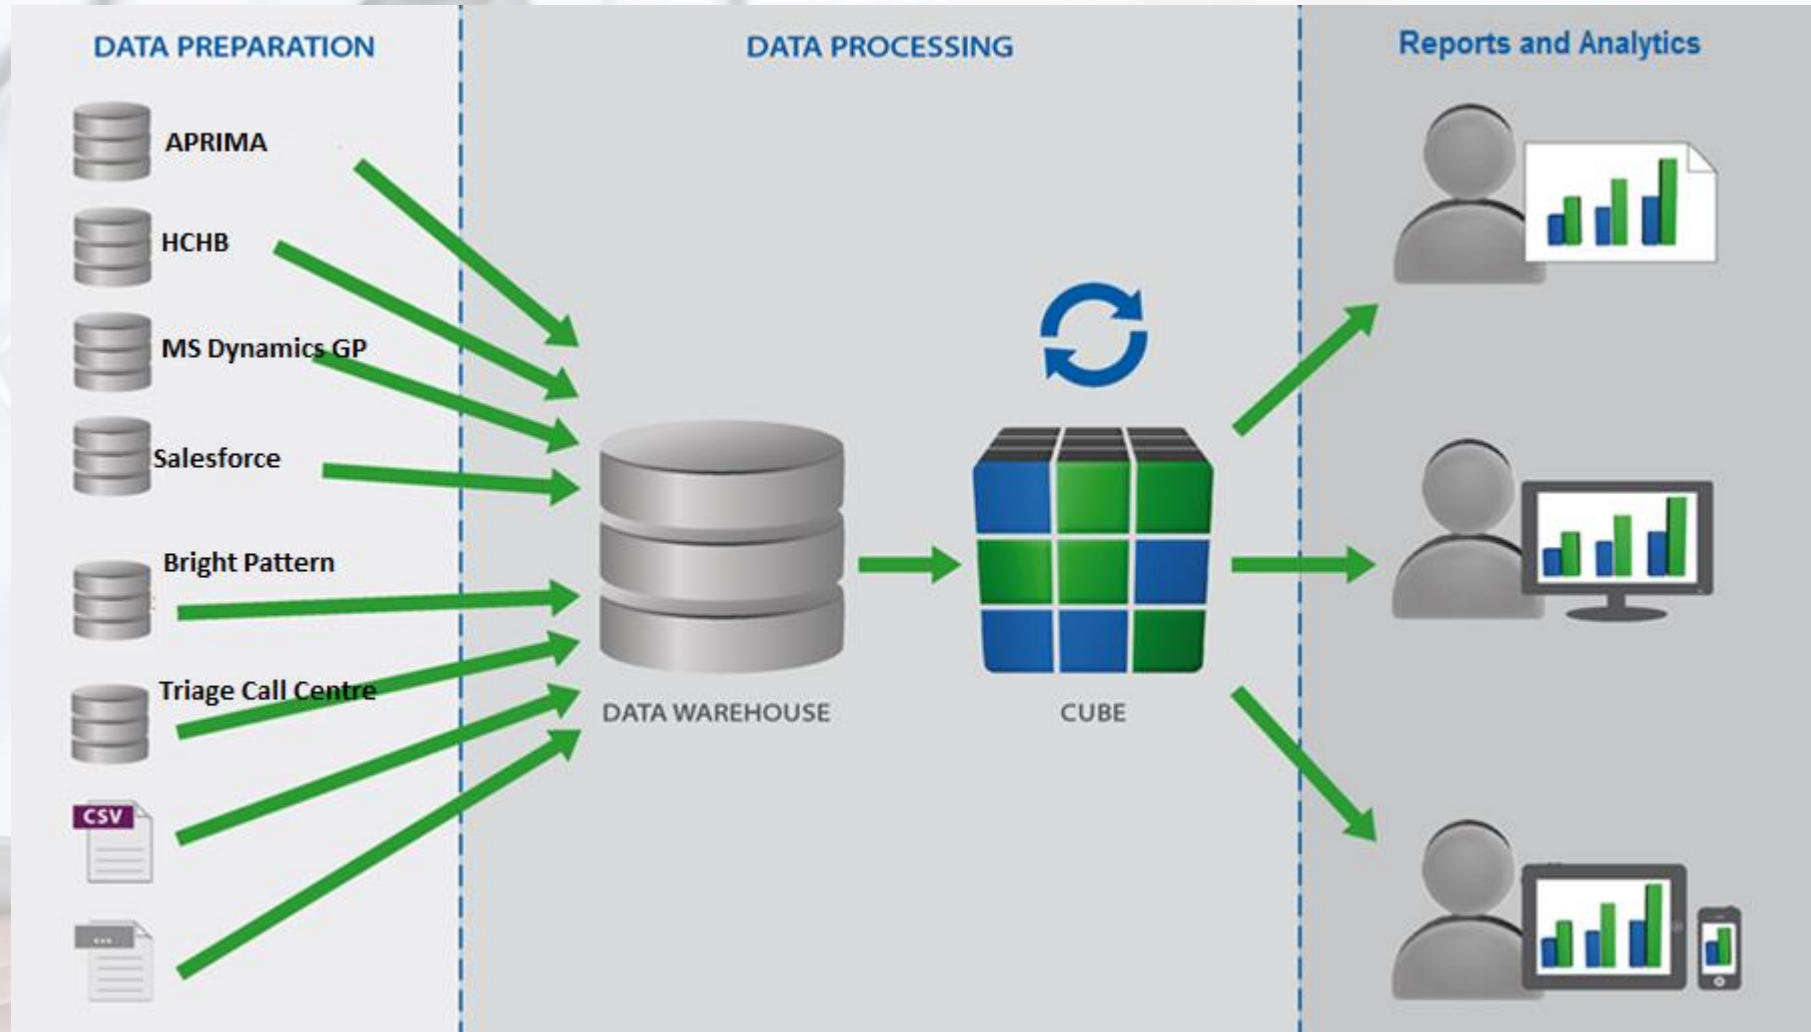 DATA PREPARATION
DATA PROCESSING
Reports and Analytics
APRIMA
HCHB
MS Dynamics GP
Salesforce
Bright Pattern
Triage Call Centre
CSV
...
DATA WAREHOUSE
CUBE